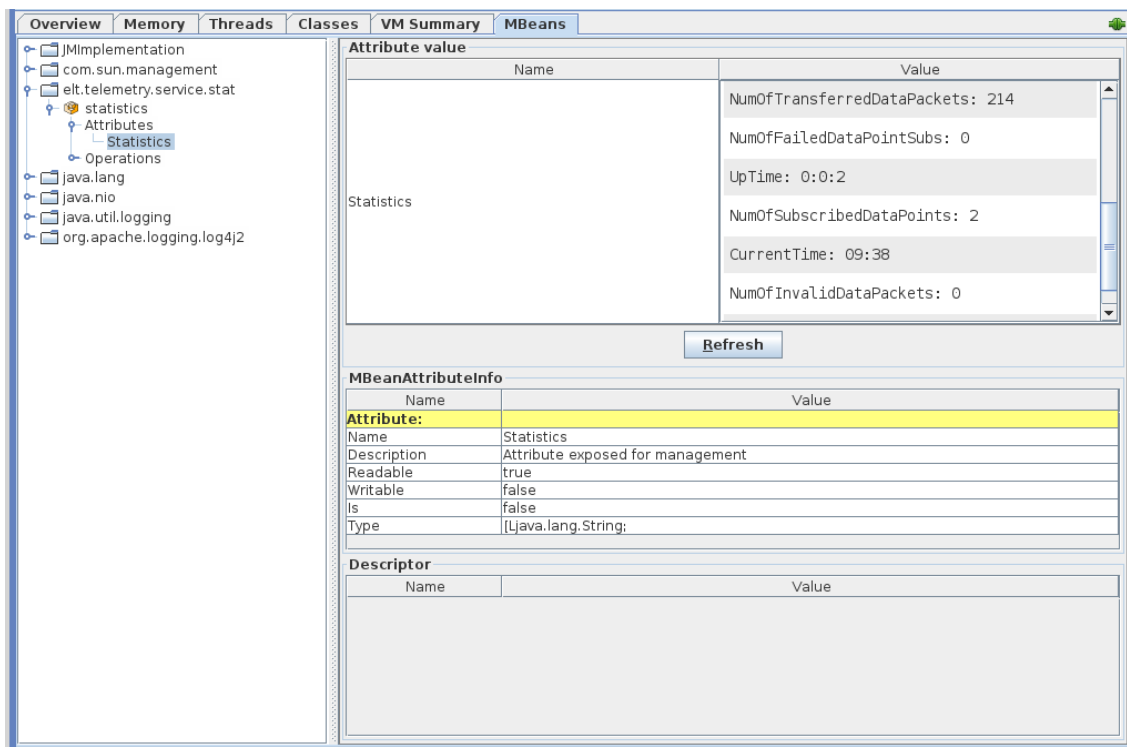 Overview Memory Threads Classes VM Summary MBeans
JMImplementation
com.sun.management
elt.telemetry.service.stat
statistics
Attributes
Statistics
Operations
java.lang
java.nio
java.util.logging
org.apache.logging.log4j2
Attribute value
Name Value
Statistics
NumOfTransferredDataPackets: 214
NumOfFailedDataPointSubs: 0
UpTime: 0:0:2
NumOfSubscribedDataPoints: 2
CurrentTime: 09:38
NumOfInvalidDataPackets: 0
Refresh
MBeanAttributeInfo
Name Value
Attribute:
Name Statistics
Description Attribute exposed for management
Readable true
Writable false
Is false
Type [Ljava.lang.String;
Descriptor
Name Value